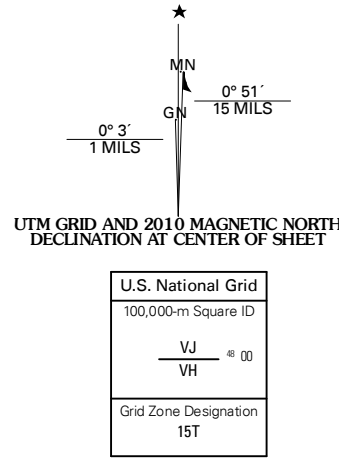 ★
MN
0° 51´
15 MILS
GN
0° 3´
1 MILS
UTM GRID AND 2010 MAGNETIC NORTH
DECLINATION AT CENTER OF SHEET
U.S. National Grid
100,000-m Square ID
VJ
48 00
VH
Grid Zone Designation
15T